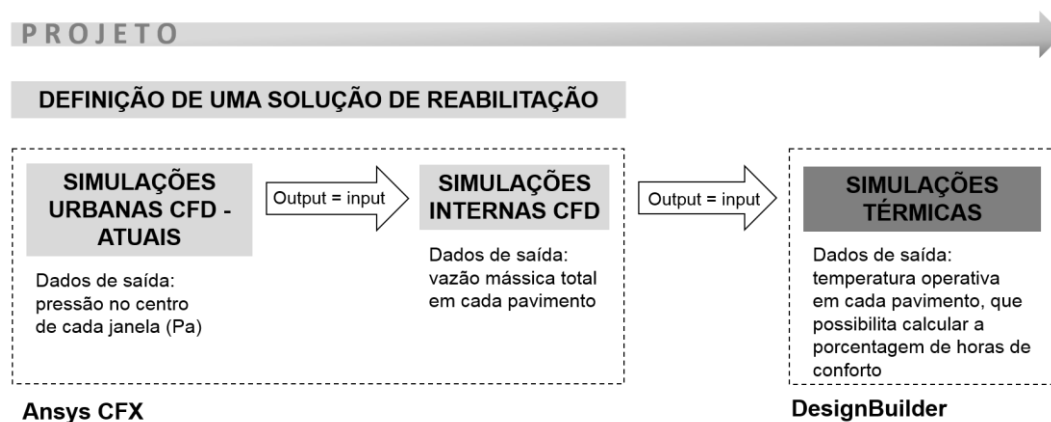 PROJETO
DEFINIÇÃO DE UMA SOLUÇÃO DE REABILITAÇÃO
SIMULAÇÕES
URBANAS CFD -
ATUAIS
Dados de saída:
pressão no centro
de cada janela (Pa)
Output = input
SIMULAÇÕES
INTERNAS CFD
Dados de saída:
vazão mássica total
em cada pavimento
Output = input
SIMULAÇÕES
TÉRMICAS
Dados de saída:
temperatura operativa
em cada pavimento, que
possibilita calcular a
porcentagem de horas de
conforto
Ansys CFX
DesignBuilder